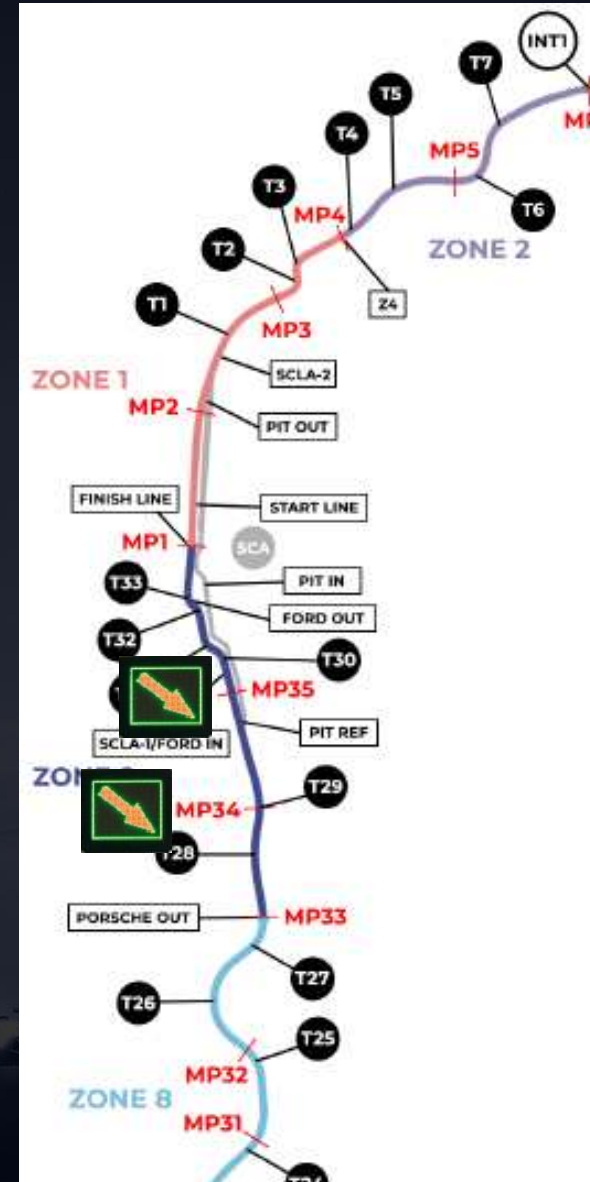 INT1
T7
T5
MP5
T4
T3
MP4
T6
T2
ZONE 2
Z4
T1
MP3
ZONE 1
SCLA-2
MP2
PIT OUT
FINISH LINE
START LINE
MP1
SCA
T33
PIT IN
FORD OUT
T32
T30
MP35
SCLA-1/FORD IN
PIT REF
T29
MP34
T28
PORSCHE OUT
MP33
T27
T26
T25
MP32
ZONE 8
MP31
T24